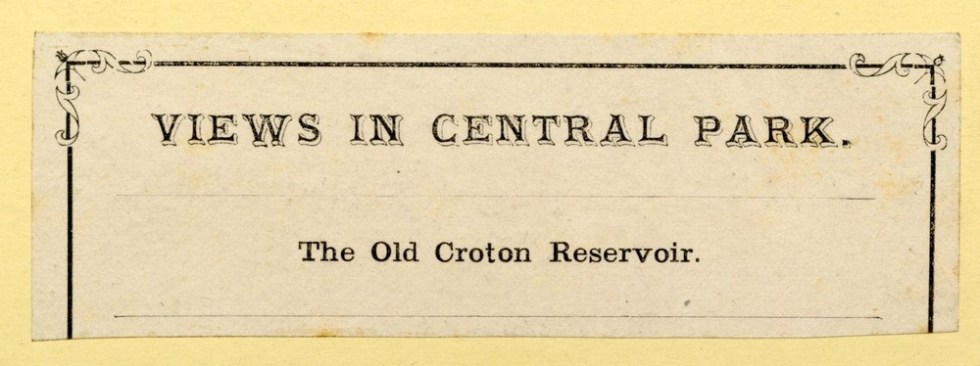 VIEWS IN CENTRAL PARK.
The Old Croton Reservoir.